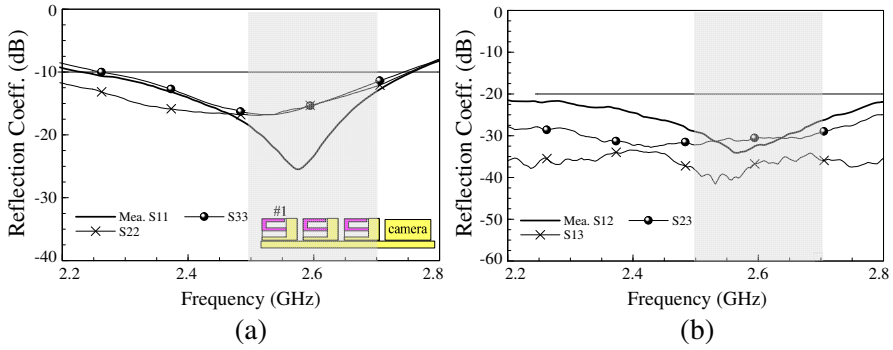 (a)
Reflection Coeff. (dB)
0
-10
-20
-30
-40
#1
camera
Mea. S11
S33
S22
2.2
2.4
2.6
2.8
Frequency (GHz)
(b)
Reflection Coeff. (dB)
0
-10
-20
-30
-40
-50
-60
Mea. S12
S23
S13
2.2
2.4
2.6
2.8
Frequency (GHz)
(a)
(b)